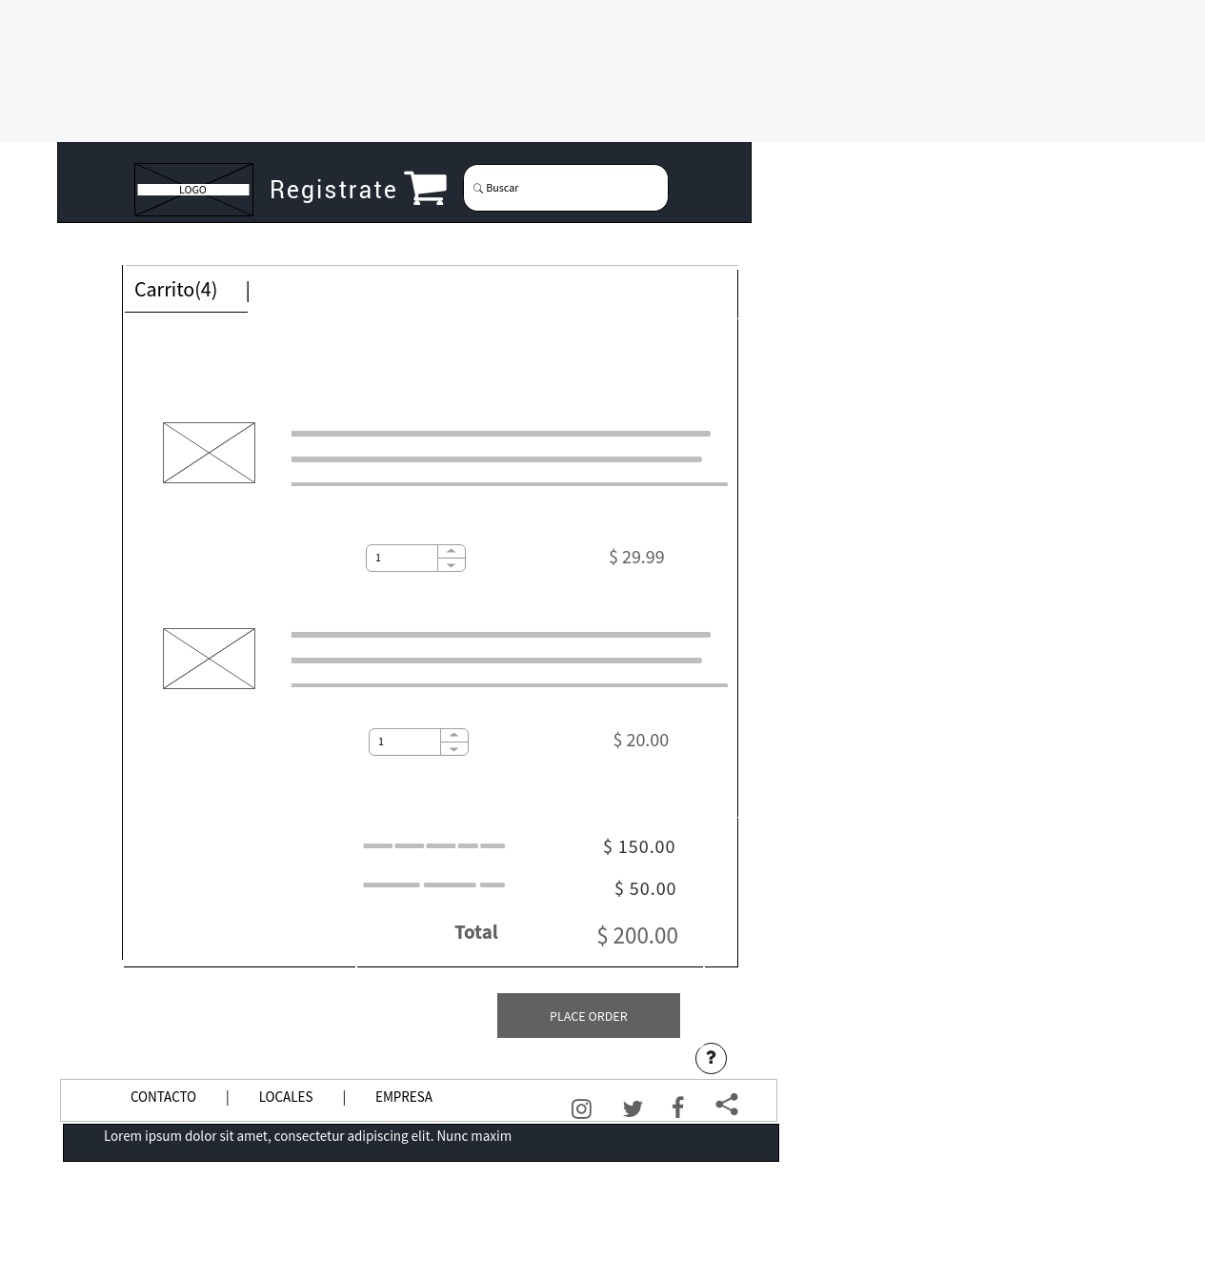 LOGO
Registrate
Buscar
Carrito(4) |
1
$ 29.99
1
$ 20.00
$ 150.00
$ 50.00
Total $ 200.00
PLACE ORDER
?
CONTACTO | LOCALES | EMPRESA
Lorem ipsum dolor sit amet, consectetur adipiscing elit. Nunc maxim